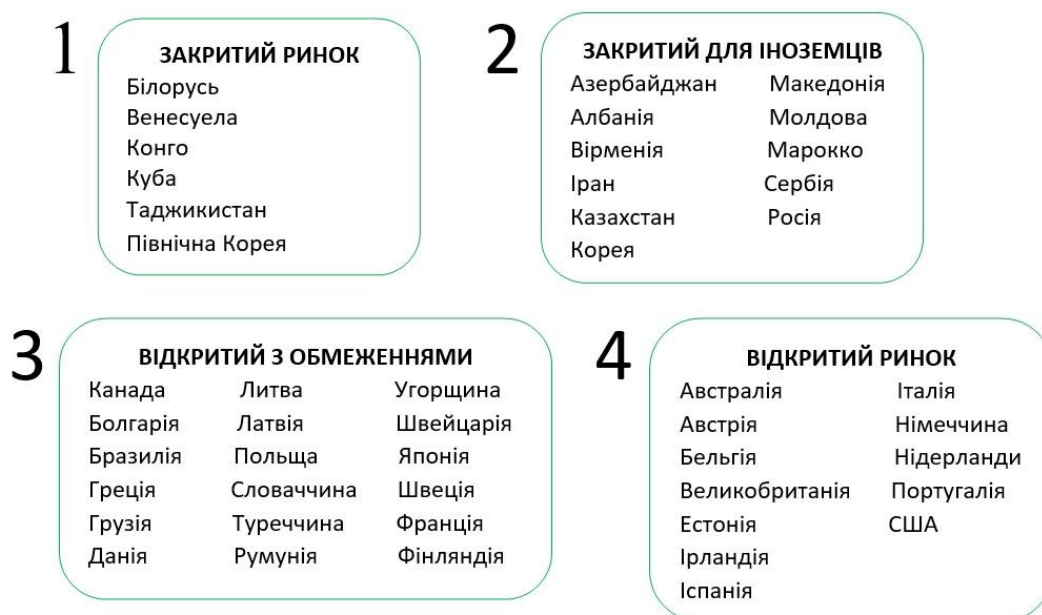 1
ЗАКРИТИЙ РИНОК
Білорусь
Венесуела
Конго
Куба
Таджикистан
Північна Корея
2
ЗАКРИТИЙ ДЛЯ ІНОЗЕМЦІВ
Азербайджан Македонія
Албанія Молдова
Вірменія Марокко
Іран Сербія
Казахстан Росія
Корея
3
ВІДКРИТИЙ З ОБМЕЖЕННЯМИ
Канада Литва Угорщина
Болгарія Латвія Швейцарія
Бразилія Польща Японія
Греція Словаччина Швеція
Грузія Туреччина Франція
Данія Румунія Фінляндія
4
ВІДКРИТИЙ РИНОК
Австралія Італія
Австрія Німеччина
Бельгія Нідерланди
Великобританія Португалія
Естонія США
Ірландія
Іспанія